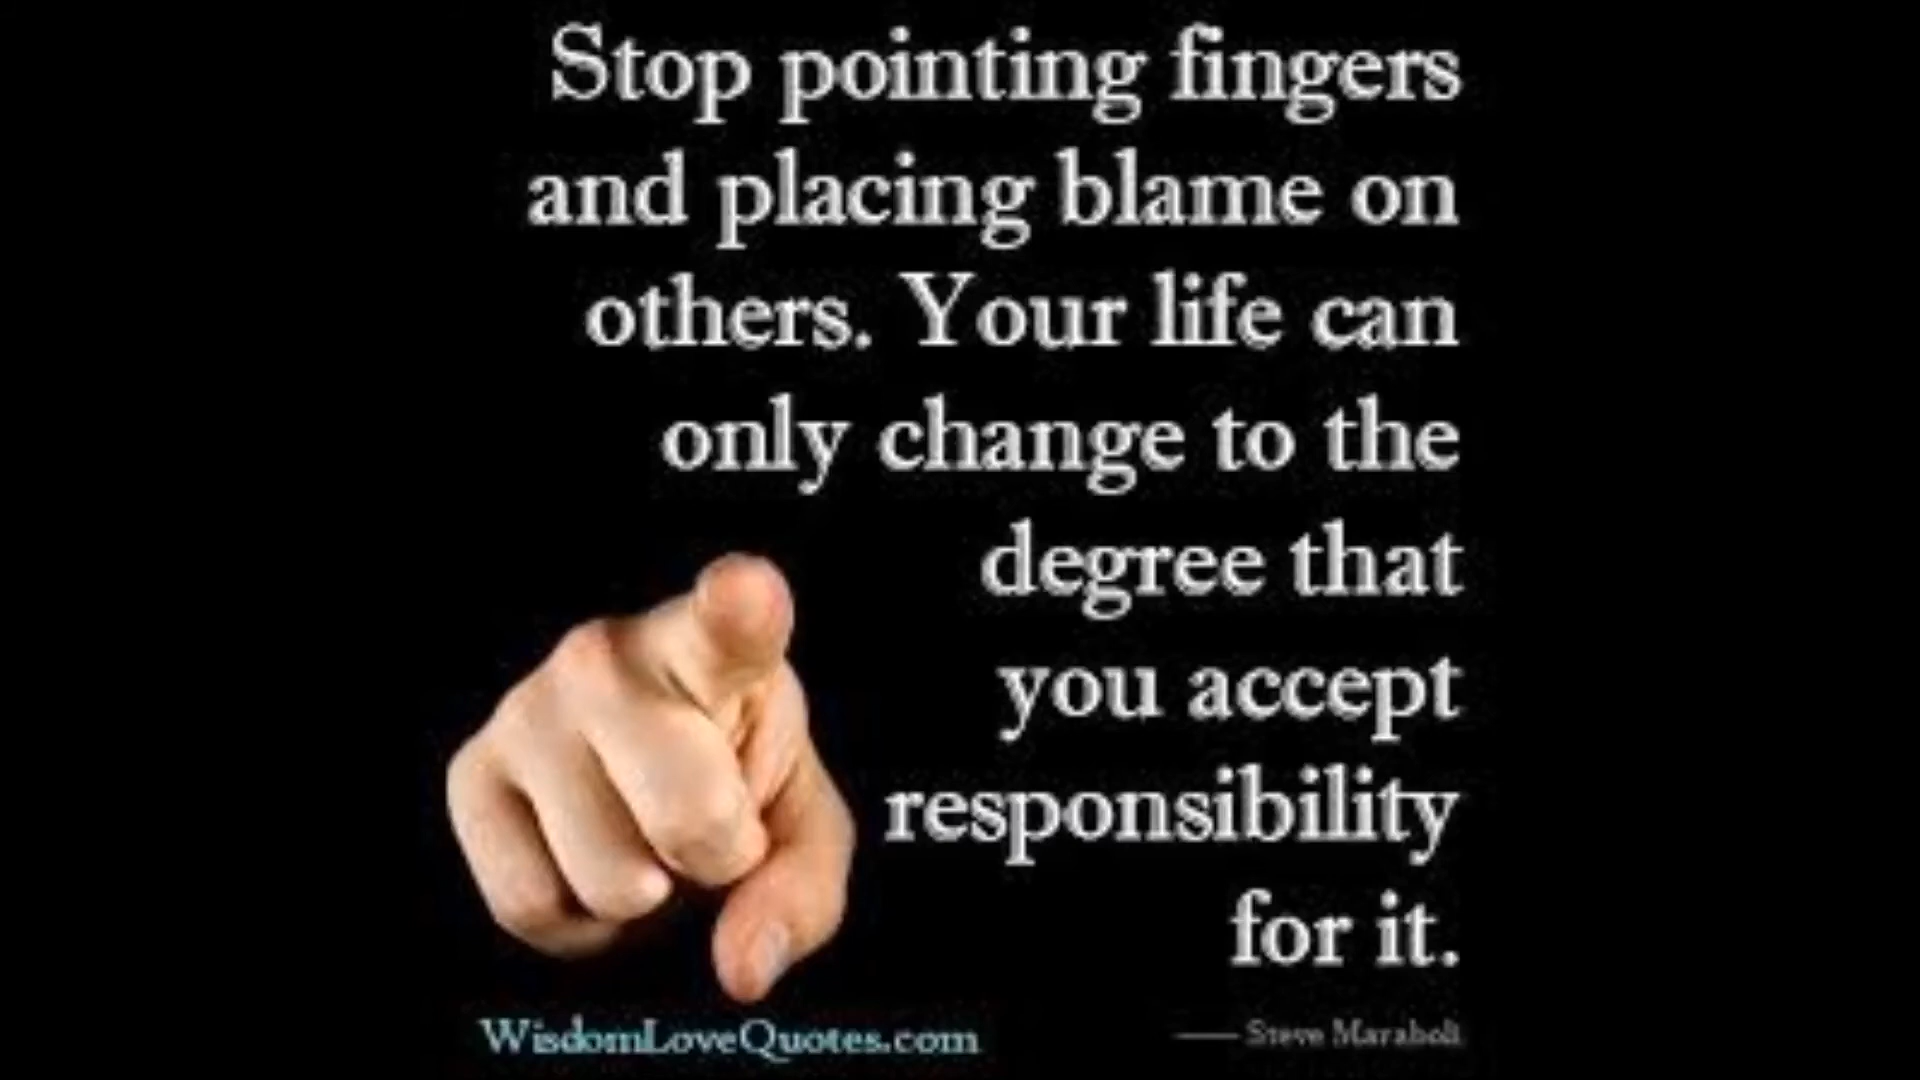 Stop pointing fingers
and placing blame on
others. Your life can
only change to the
degree that
you accept
responsibility
for it.
WisdomLoveQuotes.com
—— Steve Maraboli